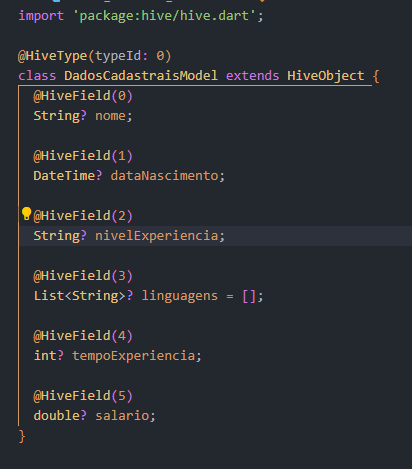 import 'package:hive/hive.dart';
@HiveType(typeId: 0)
class DadosCadastraisModel extends HiveObject {
@HiveField(0)
String? nome;
@HiveField(1)
DateTime? dataNascimento;
@HiveField(2)
String? nivelExperiencia;
@HiveField(3)
List<String>? linguagens = [];
@HiveField(4)
int? tempoExperiencia;
@HiveField(5)
double? salario;
}